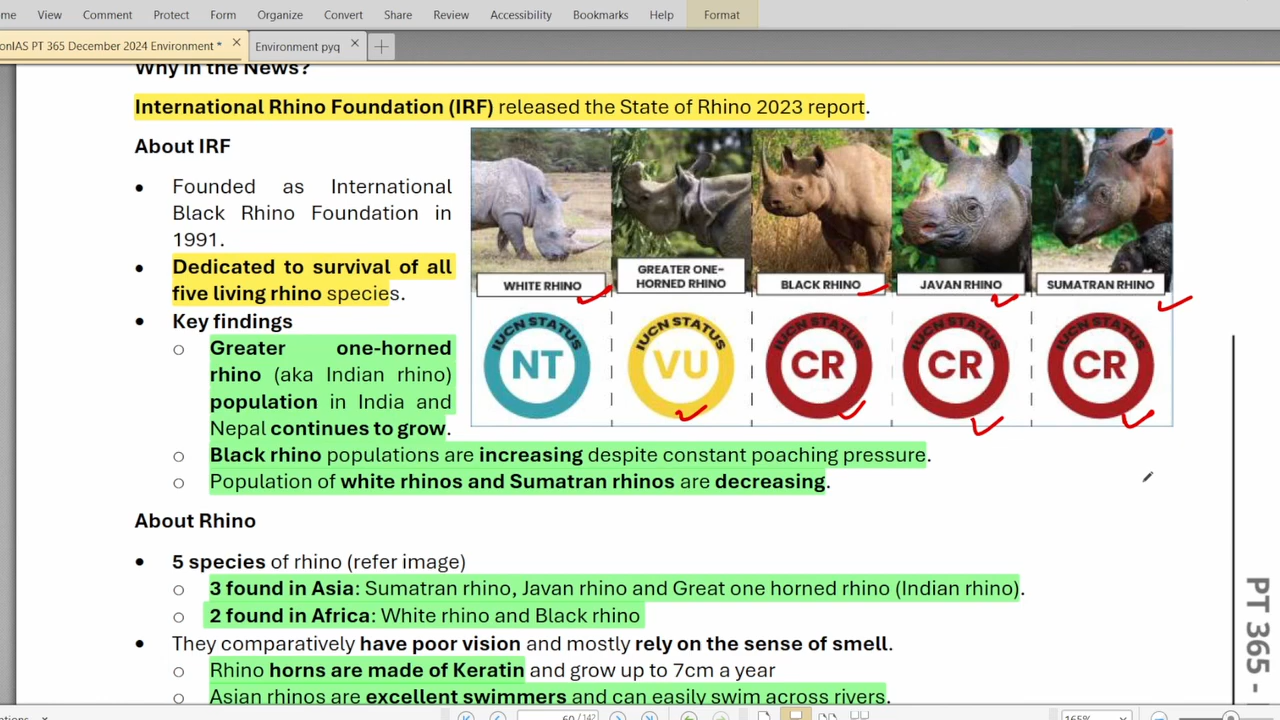 me View Comment Protect Form Organize Convert Share Review Accessibility Bookmarks Help Format
onIAS PT 365 December 2024 Environment * Environment pyq
Why in the News?
International Rhino Foundation (IRF) released the State of Rhino 2023 report.
About IRF
Founded as International
Black Rhino Foundation in
1991.
Dedicated to survival of all
five living rhino species.
Key findings
Greater one-horned
rhino (aka Indian rhino)
population in India and
Nepal continues to grow.
WHITE RHINO
GREATER ONE-
HORNED RHINO
BLACK RHINO
JAVAN RHINO
SUMATRAN RHINO
IUCN STATUS
NT
IUCN STATUS
VU
IUCN STATUS
CR
IUCN STATUS
CR
IUCN STATUS
CR
Black rhino populations are increasing despite constant poaching pressure.
Population of white rhinos and Sumatran rhinos are decreasing.
About Rhino
5 species of rhino (refer image)
3 found in Asia: Sumatran rhino, Javan rhino and Great one horned rhino (Indian rhino).
2 found in Africa: White rhino and Black rhino
They comparatively have poor vision and mostly rely on the sense of smell.
Rhino horns are made of Keratin and grow up to 7cm a year
Asian rhinos are excellent swimmers and can easily swim across rivers.
PT 365 -
60 / 142
165%